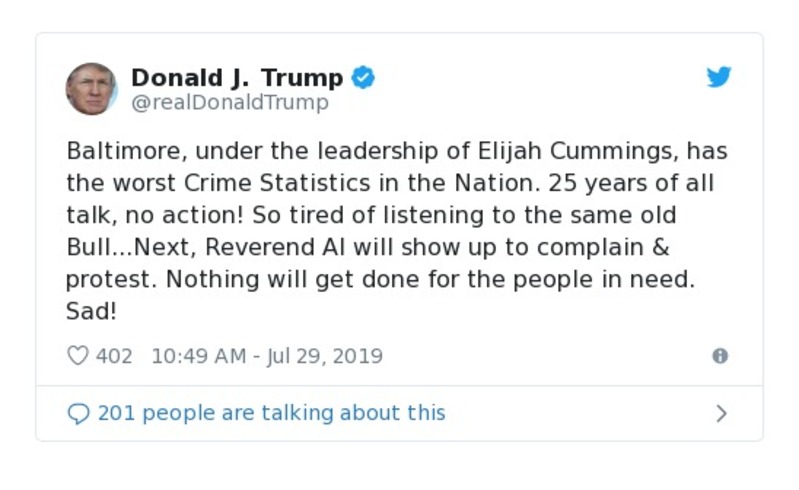 Donald J. Trump
@realDonaldTrump
Baltimore, under the leadership of Elijah Cummings, has
the worst Crime Statistics in the Nation. 25 years of all
talk, no action! So tired of listening to the same old
Bull...Next, Reverend Al will show up to complain &
protest. Nothing will get done for the people in need.
Sad!
402 10:49 AM - Jul 29, 2019
201 people are talking about this